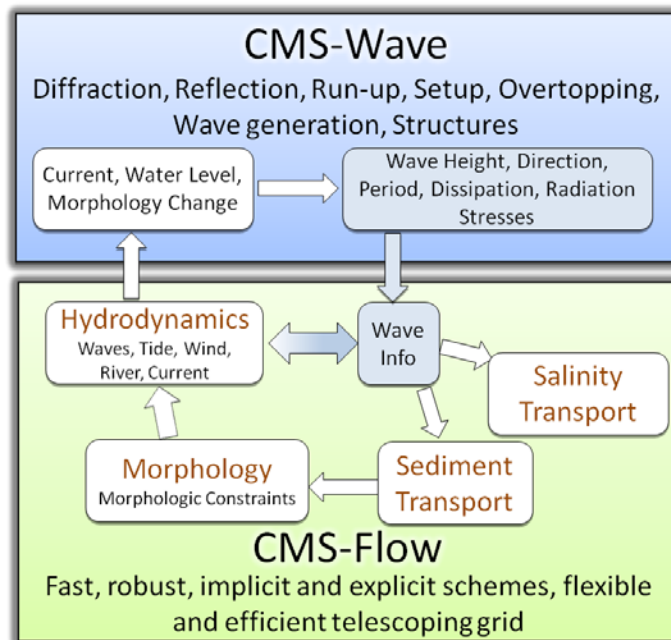 CMS-Wave
Diffraction, Reflection, Run-up, Setup, Overtopping,
Wave generation, Structures
Current, Water Level,
Morphology Change
Wave Height, Direction,
Period, Dissipation, Radiation
Stresses
Hydrodynamics
Waves, Tide, Wind,
River, Current
Wave
Info
Salinity
Transport
Morphology
Morphologic Constraints
Sediment
Transport
CMS-Flow
Fast, robust, implicit and explicit schemes, flexible
and efficient telescoping grid